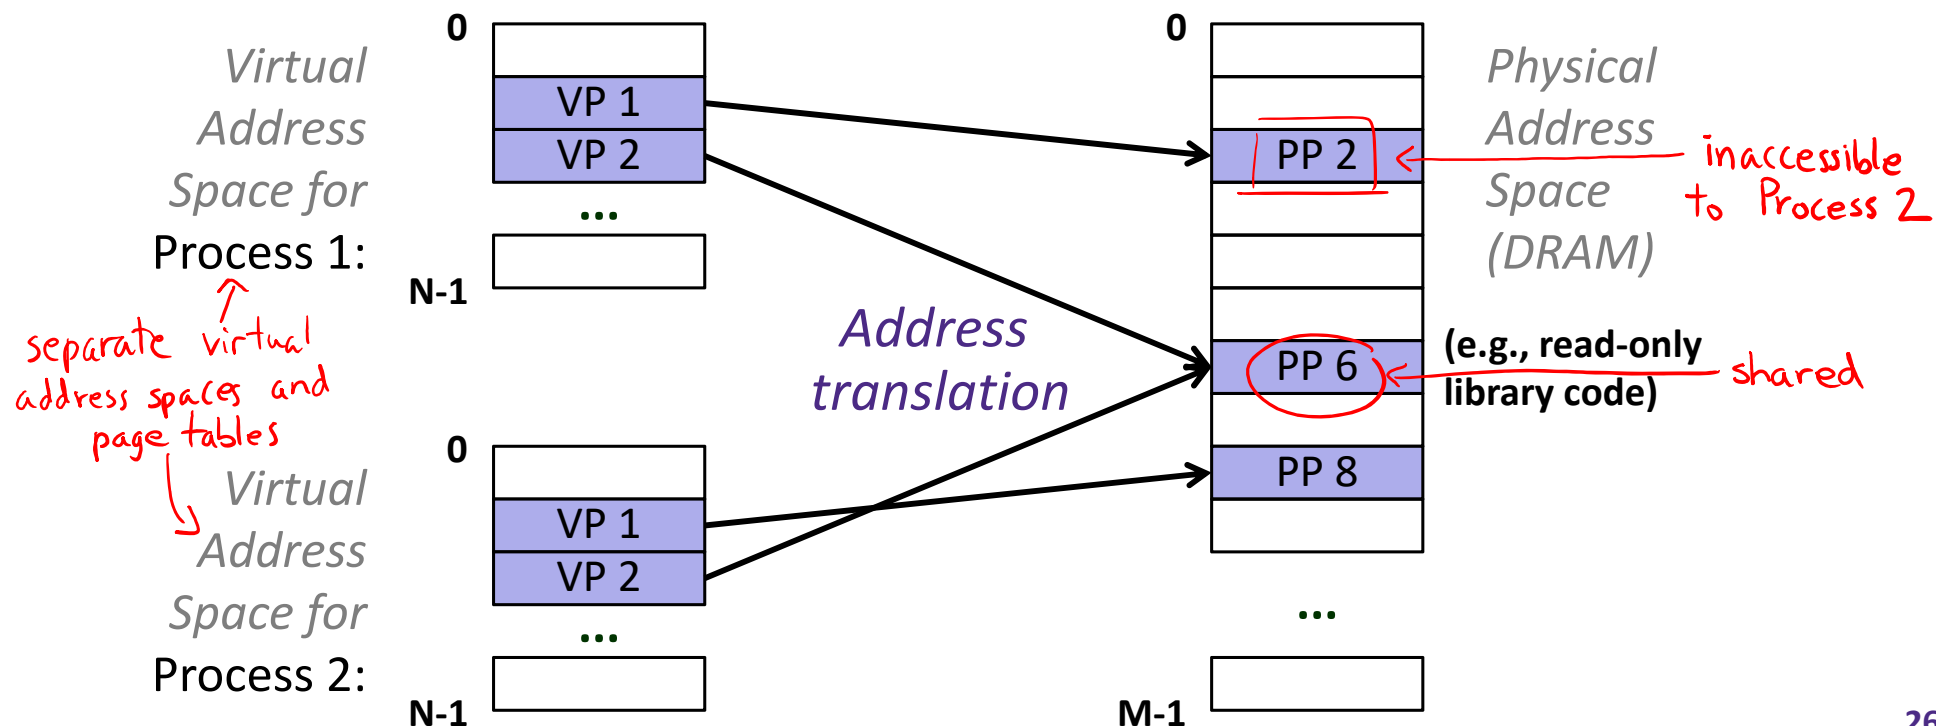 0
Virtual
Address
Space for
Process 1:
VP 1
VP 2
...
N-1
separate virtual
address spaces and
page tables
0
Virtual
Address
Space for
Process 2:
VP 1
VP 2
...
N-1
Address
translation
0
PP 2
PP 6
PP 8
...
M-1
Physical
Address
Space
(DRAM)
inaccessible
to Process 2
(e.g., read-only
library code)
shared
26